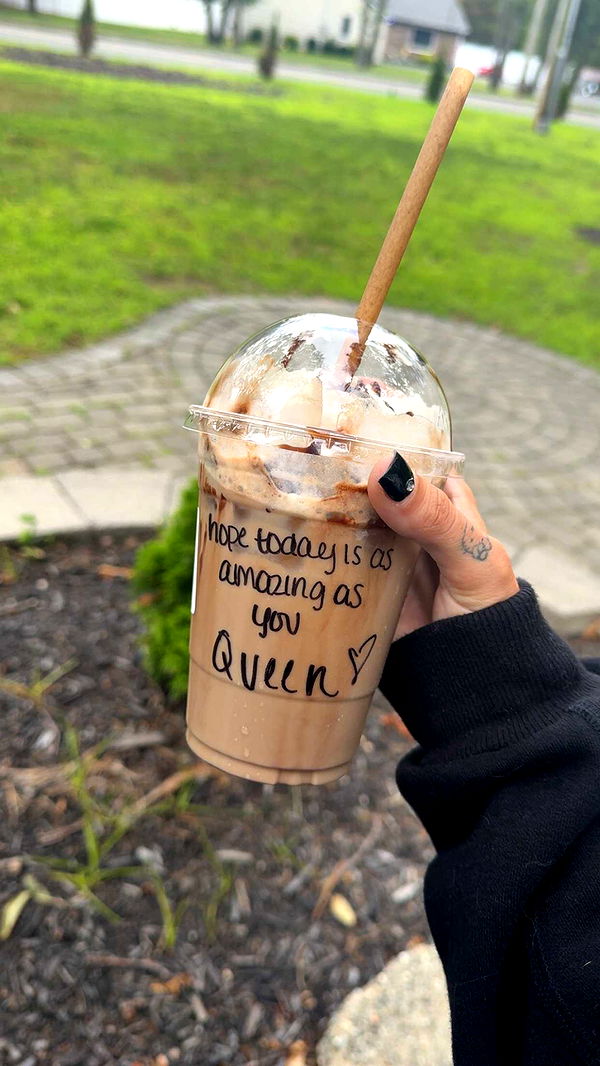 hope today is as
amazing as
you
Queen ♡